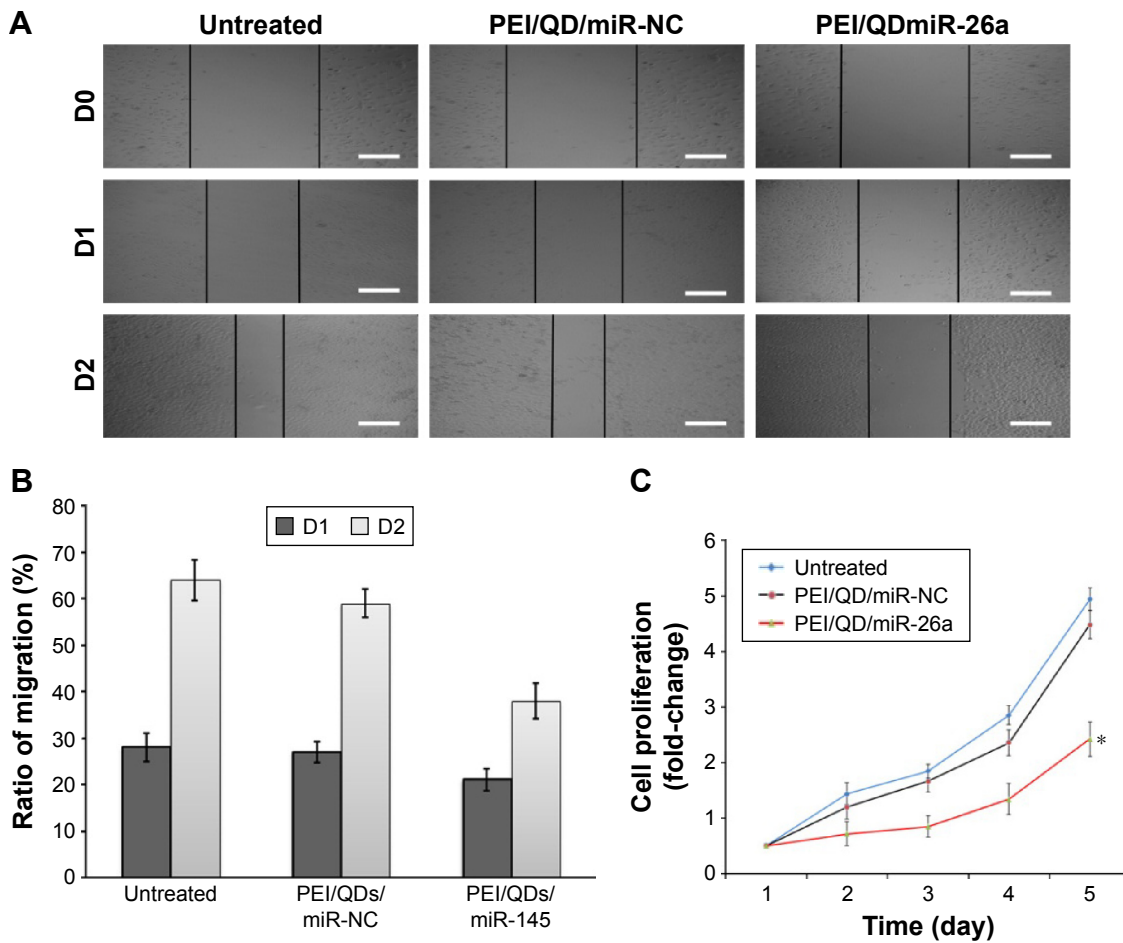 A
Untreated
PEI/QD/miR-NC
PEI/QDmiR-26a
D0
D1
D2
B
Ratio of migration (%)
80
70
60
50
40
30
20
10
0
D1
D2
Untreated
PEI/QDs/
miR-NC
PEI/QDs/
miR-145
C
Cell proliferation
(fold-change)
6
5
4
3
2
1
0
Untreated
PEI/QD/miR-NC
PEI/QD/miR-26a
*
1
2
3
4
5
Time (day)